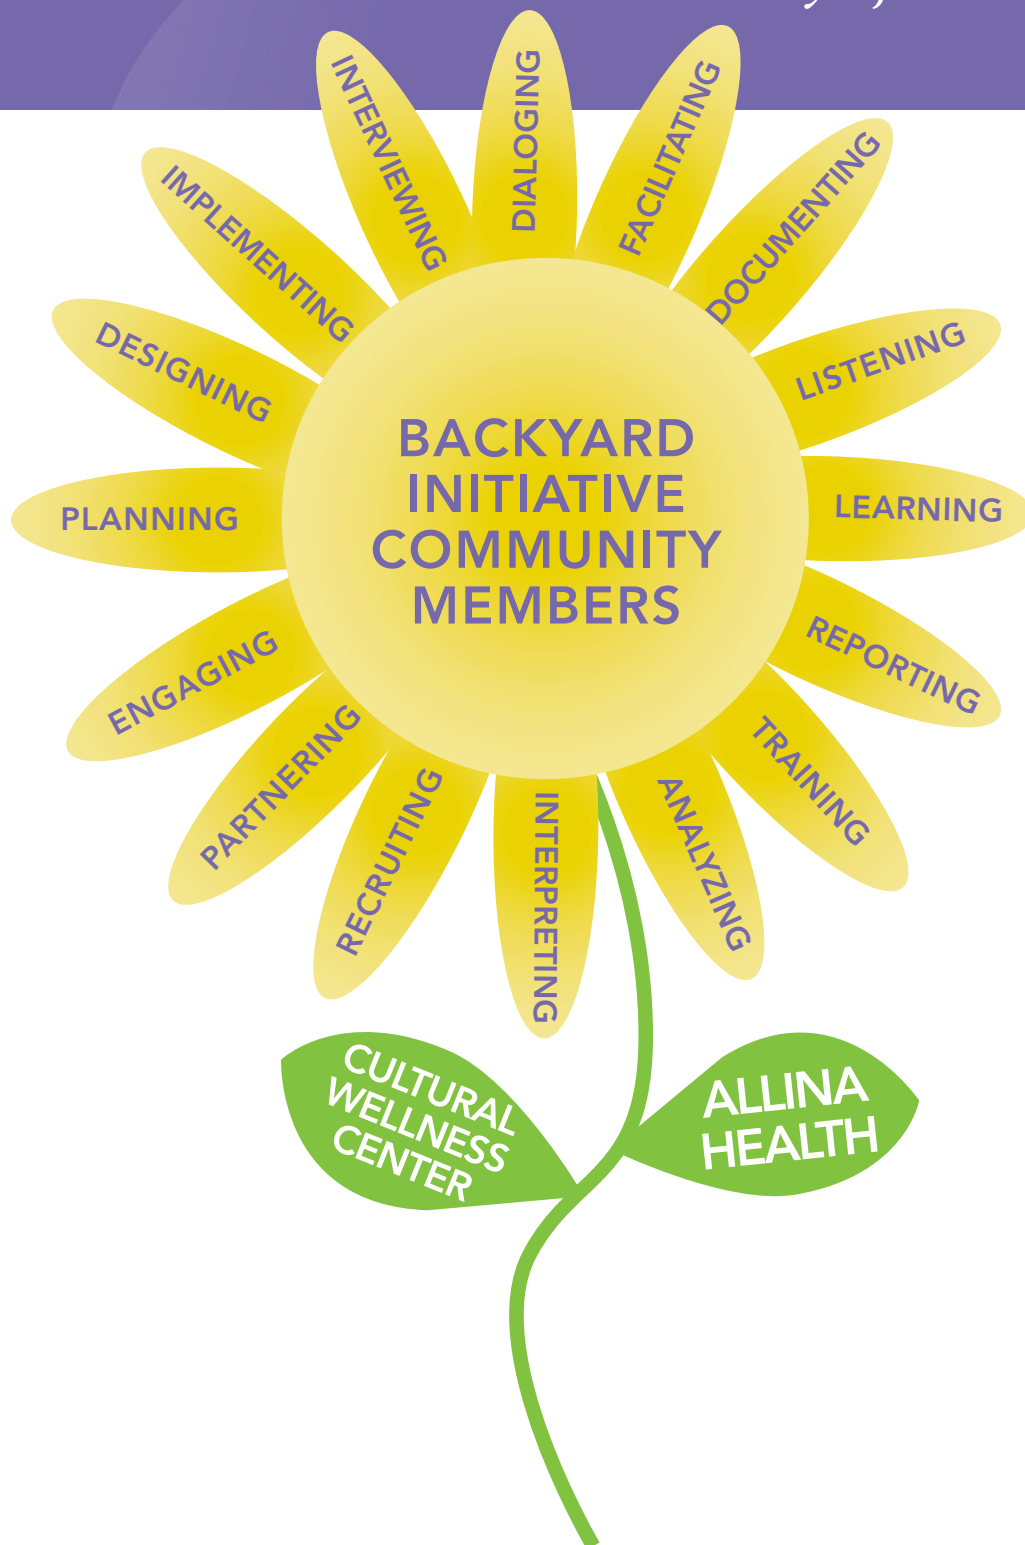 DIALOGING
FACILITATING
DOCUMENTING
LISTENING
LEARNING
REPORTING
TRAINING
ANALYZING
INTERPRETING
RECRUITING
PARTNERING
ENGAGING
PLANNING
DESIGNING
IMPLEMENTING
INTERVIEWING
BACKYARD
INITIATIVE
COMMUNITY
MEMBERS
CULTURAL
WELLNESS
CENTER
ALLINA
HEALTH